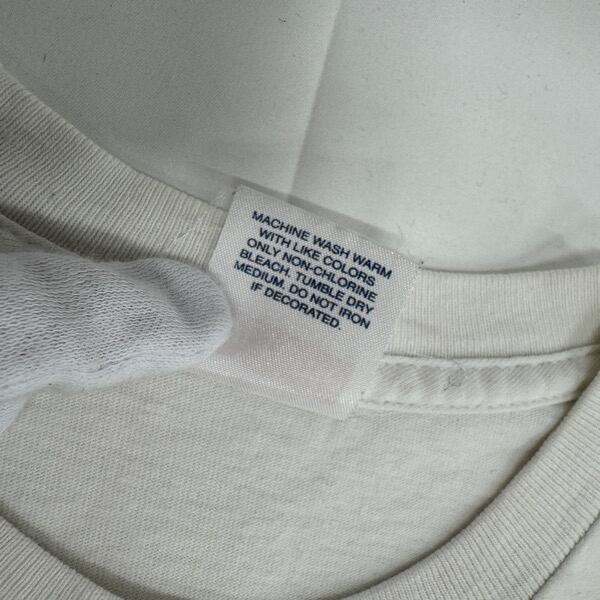 MACHINE WASH WARM
WITH LIKE COLORS
ONLY NON-CHLORINE
BLEACH. TUMBLE DRY
MEDIUM. DO NOT IRON
IF DECORATED.